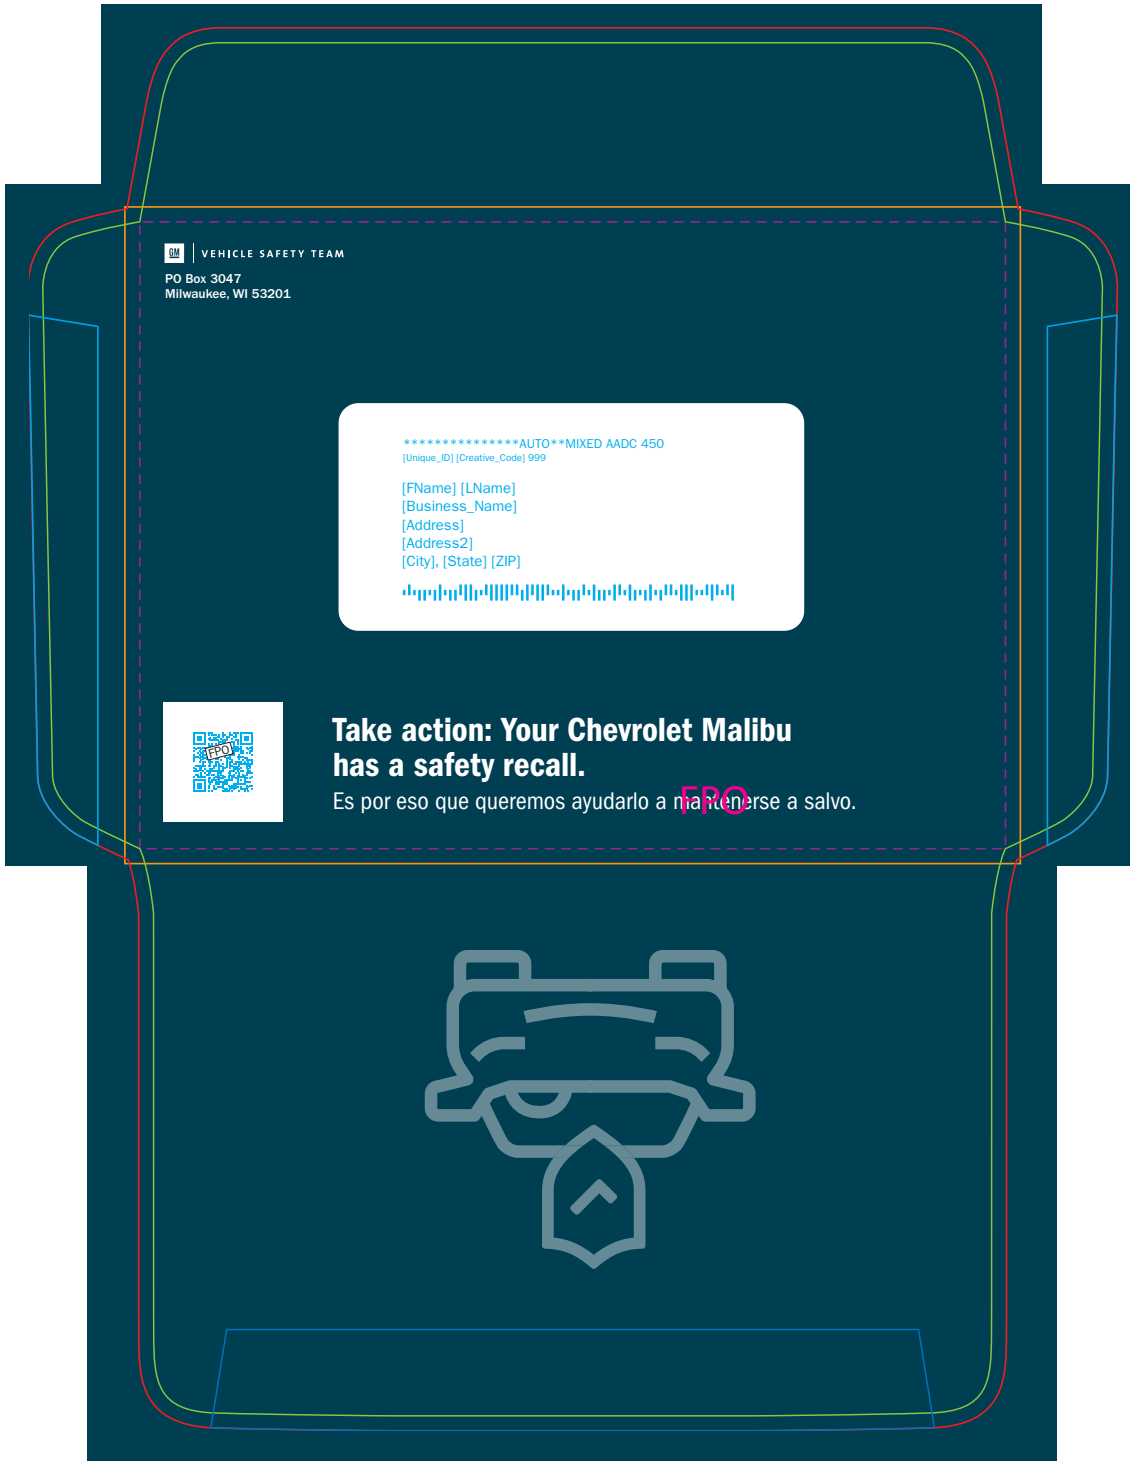 GM VEHICLE SAFETY TEAM
PO Box 3047
Milwaukee, WI 53201
***************AUTO**MIXED AADC 450
[Unique_ID] [Creative_Code] 999
[FName] [LName]
[Business_Name]
[Address]
[Address2]
[City], [State] [ZIP]
FPO
Take action: Your Chevrolet Malibu
has a safety recall.
Es por eso que queremos ayudarlo a mantenerse a salvo.
FPO